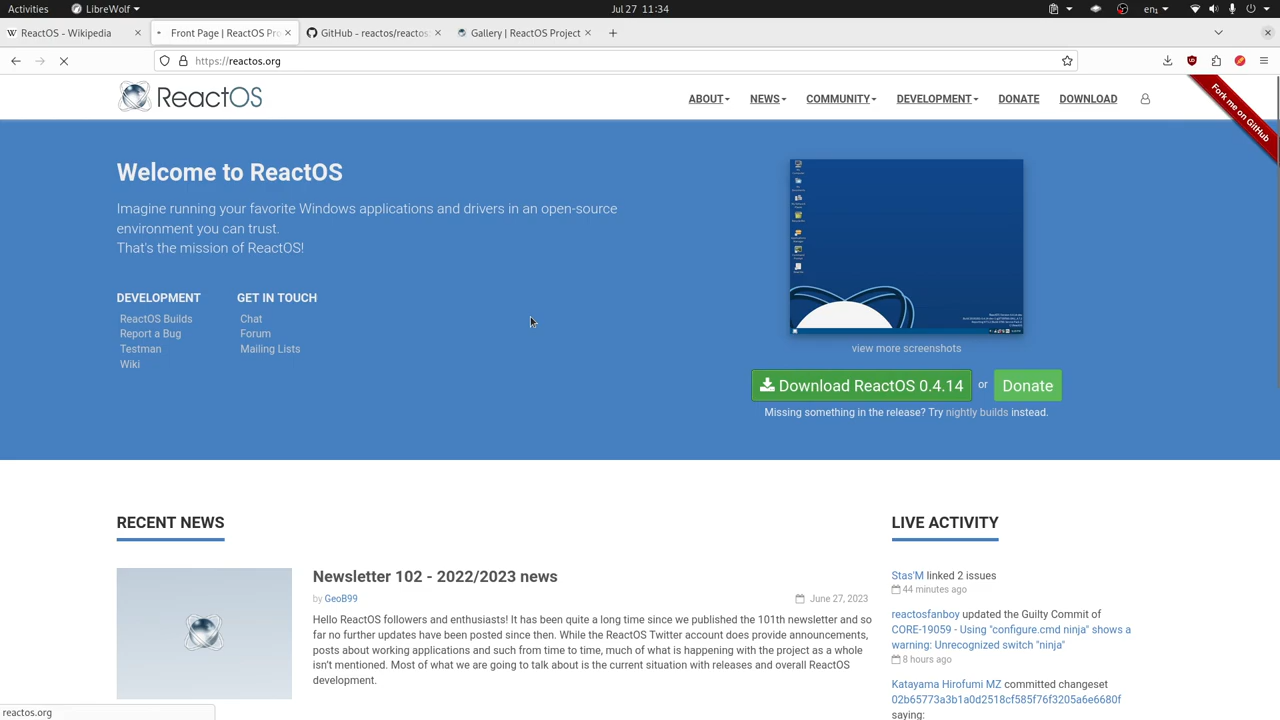 Activities
LibreWolf
Jul 27 11:34
en1
ReactOS - Wikipedia
Front Page | ReactOS Pro
GitHub - reactos/reactos:
Gallery | ReactOS Project
https://reactos.org
ReactOS
ABOUT
NEWS
COMMUNITY
DEVELOPMENT
DONATE
DOWNLOAD
Fork me on GitHub
Welcome to ReactOS
Imagine running your favorite Windows applications and drivers in an open-source
environment you can trust.
That's the mission of ReactOS!
DEVELOPMENT
ReactOS Builds
Report a Bug
Testman
Wiki
GET IN TOUCH
Chat
Forum
Mailing Lists
view more screenshots
Download ReactOS 0.4.14 or Donate
Missing something in the release? Try nightly builds instead.
RECENT NEWS
Newsletter 102 - 2022/2023 news
by GeoB99
June 27, 2023
Hello ReactOS followers and enthusiasts! It has been quite a long time since we published the 101th newsletter and so
far no further updates have been posted since then. While the ReactOS Twitter account does provide announcements,
posts about working applications and such from time to time, much of what is happening with the project as a whole
isn't mentioned. Most of what we are going to talk about is the current situation with releases and overall ReactOS
development.
LIVE ACTIVITY
Stas'M linked 2 issues
44 minutes ago
reactosfanboy updated the Guilty Commit of
CORE-19059 - Using "configure.cmd ninja" shows a
warning: Unrecognized switch "ninja"
8 hours ago
Katayama Hirofumi MZ committed changeset
02b65773a3b1a0d2518cf585f76f3205a6e6680f
saying:
reactos.org